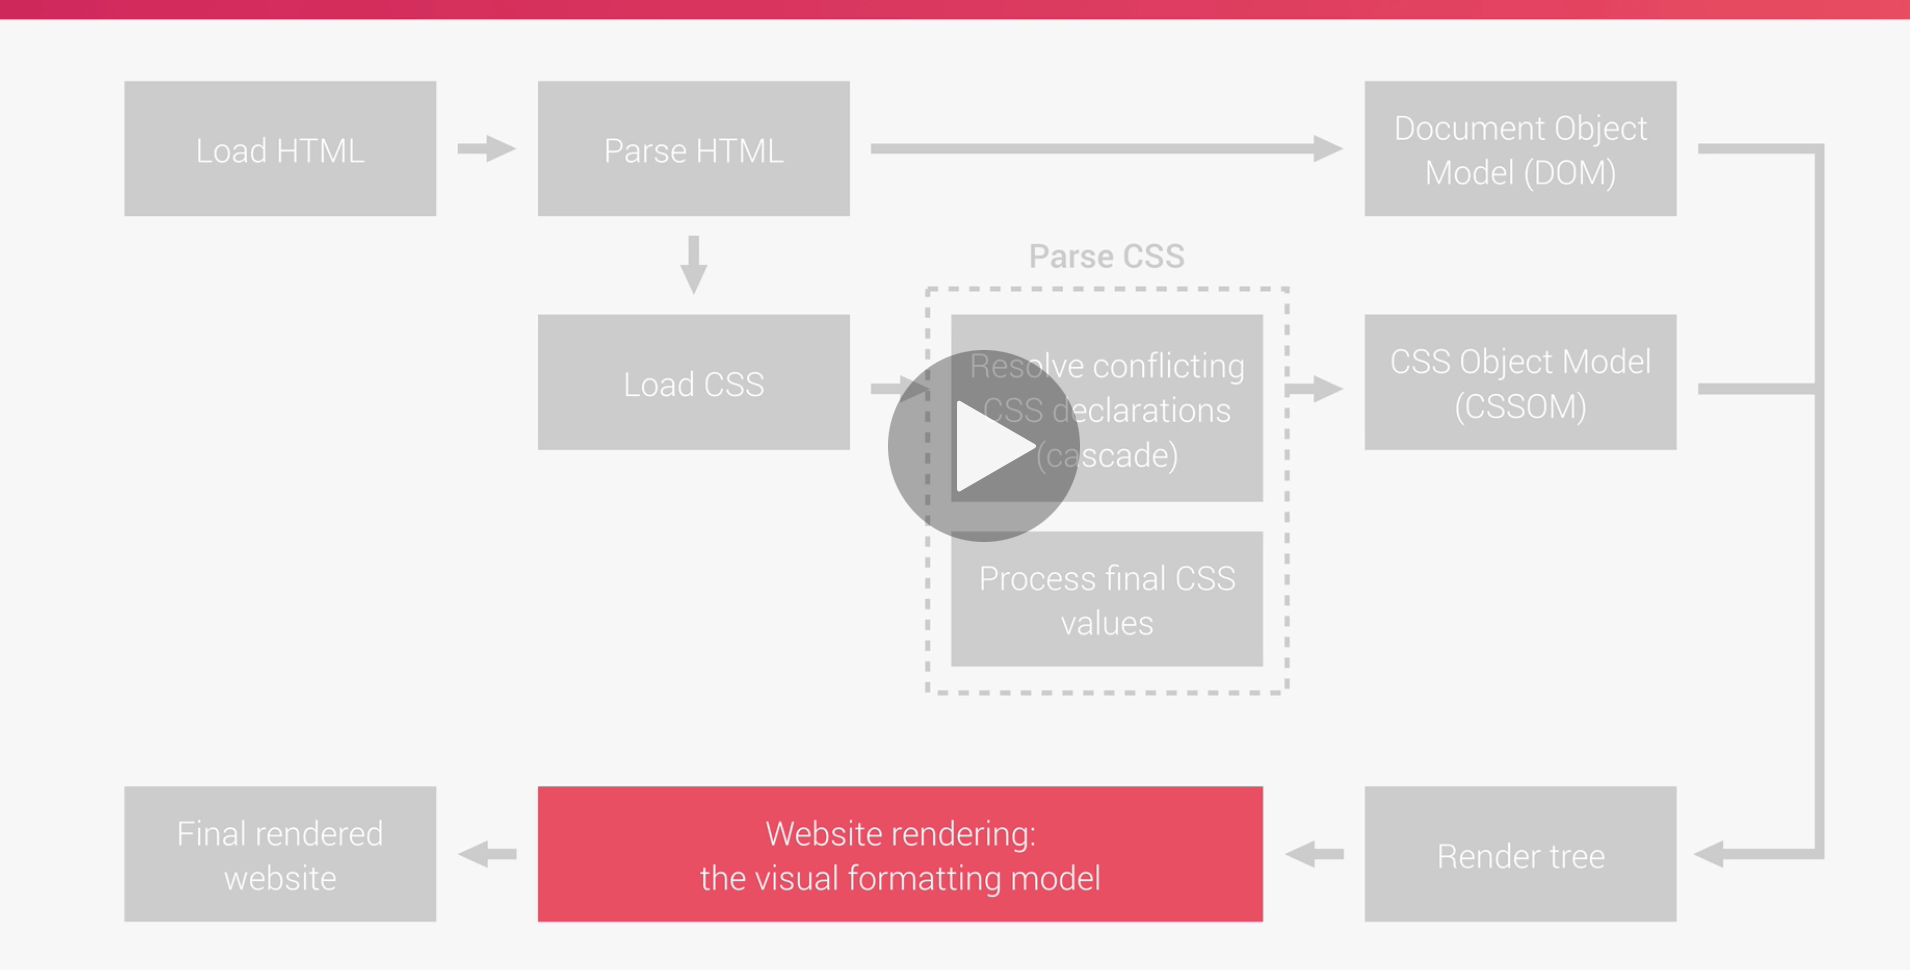 Load HTML
Parse HTML
Document Object
Model (DOM)
Parse CSS
Load CSS
Resolve conflicting
CSS declarations
(cascade)
CSS Object Model
(CSSOM)
Process final CSS
values
Final rendered
website
Website rendering:
the visual formatting model
Render tree